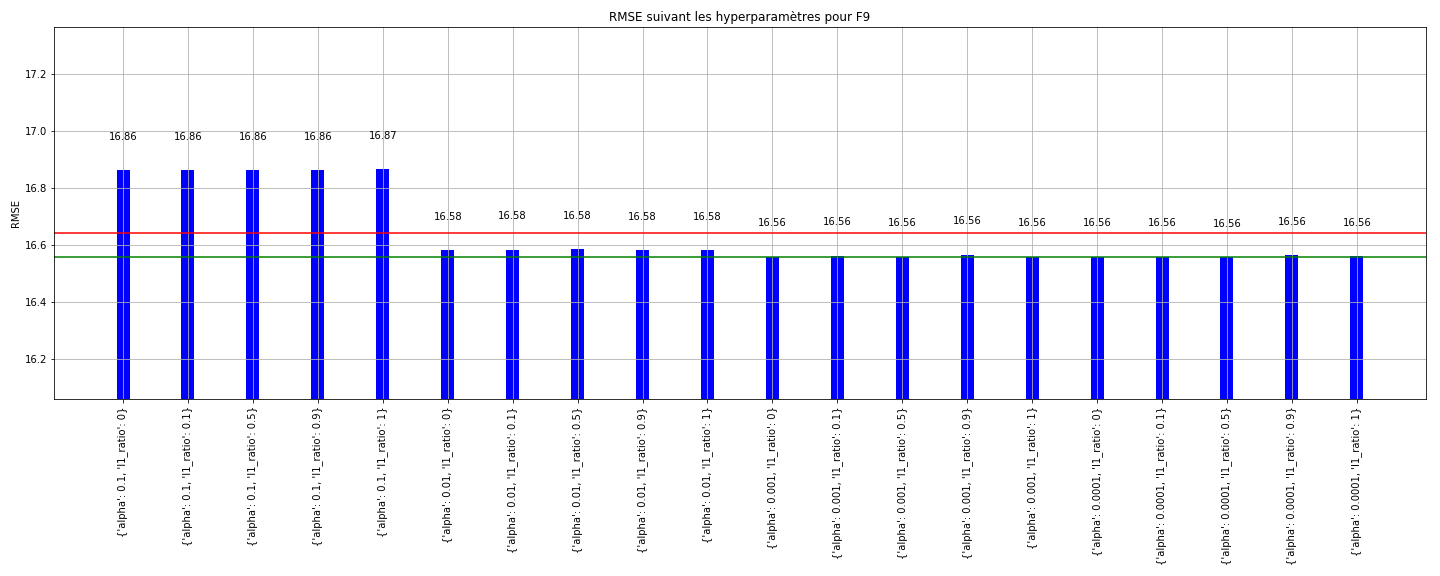 RMSE suivant les hyperparamètres pour F9
RMSE
17.2
17.0
16.8
16.6
16.4
16.2
16.86
16.86
16.86
16.86
16.87
16.58
16.58
16.58
16.58
16.58
16.56
16.56
16.56
16.56
16.56
16.56
16.56
16.56
16.56
16.56
{'alpha': 0.1, 'l1_ratio': 0}
{'alpha': 0.1, 'l1_ratio': 0.1}
{'alpha': 0.1, 'l1_ratio': 0.5}
{'alpha': 0.1, 'l1_ratio': 0.9}
{'alpha': 0.1, 'l1_ratio': 1}
{'alpha': 0.01, 'l1_ratio': 0}
{'alpha': 0.01, 'l1_ratio': 0.1}
{'alpha': 0.01, 'l1_ratio': 0.5}
{'alpha': 0.01, 'l1_ratio': 0.9}
{'alpha': 0.01, 'l1_ratio': 1}
{'alpha': 0.001, 'l1_ratio': 0}
{'alpha': 0.001, 'l1_ratio': 0.1}
{'alpha': 0.001, 'l1_ratio': 0.5}
{'alpha': 0.001, 'l1_ratio': 0.9}
{'alpha': 0.001, 'l1_ratio': 1}
{'alpha': 0.0001, 'l1_ratio': 0}
{'alpha': 0.0001, 'l1_ratio': 0.1}
{'alpha': 0.0001, 'l1_ratio': 0.5}
{'alpha': 0.0001, 'l1_ratio': 0.9}
{'alpha': 0.0001, 'l1_ratio': 1}